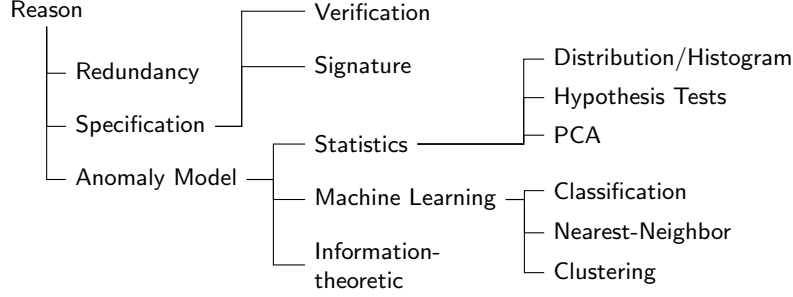 Reason
Verification
Redundancy
Signature
Specification
Distribution/Histogram
Hypothesis Tests
Statistics
PCA
Anomaly Model
Machine Learning
Classification
Nearest-Neighbor
Information-
theoretic
Clustering